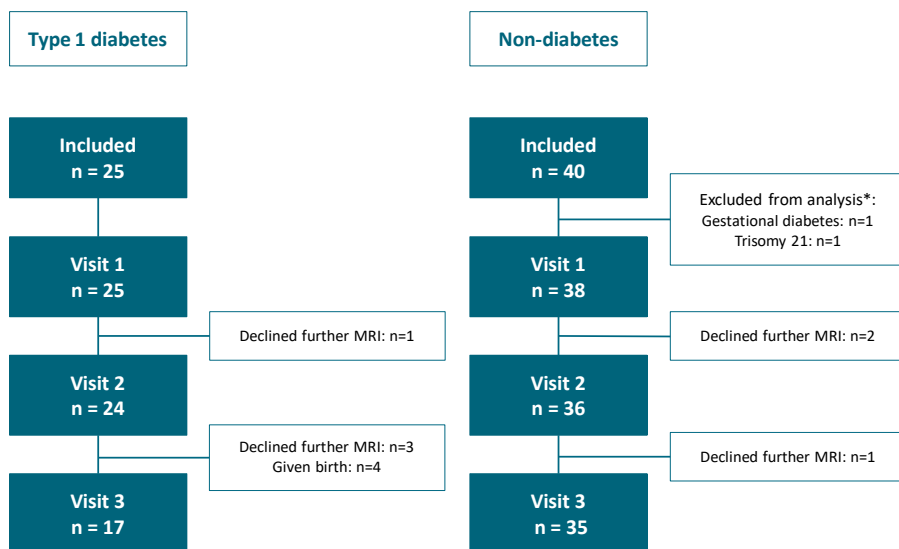 Type 1 diabetes
Included
n = 25
Visit 1
n = 25
Declined further MRI: n=1
Visit 2
n = 24
Declined further MRI: n=3
Given birth: n=4
Visit 3
n = 17
Non-diabetes
Included
n = 40
Excluded from analysis*:
Gestational diabetes: n=1
Trisomy 21: n=1
Visit 1
n = 38
Declined further MRI: n=2
Visit 2
n = 36
Declined further MRI: n=1
Visit 3
n = 35